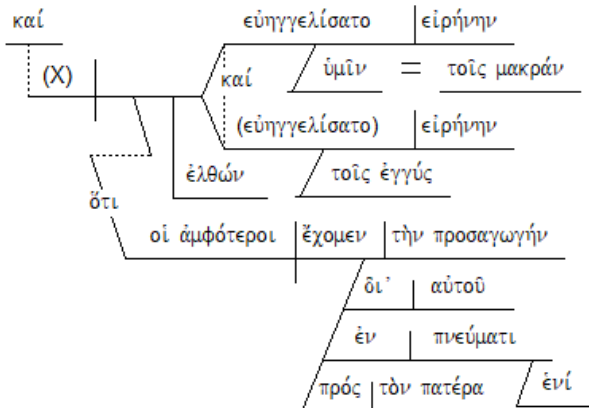 καί εὐηγγελίσατο εἰρήνην
(X) καί ὑμῖν = τοῖς μακράν
(εὐηγγελίσατο) εἰρήνην
ἐλθών τοῖς ἐγγύς
ὅτι
οἱ ἀμφότεροι ἔχομεν τὴν προσαγωγήν
δι' αὐτοῦ
ἐν πνεύματι
πρός τὸν πατέρα ἑνί